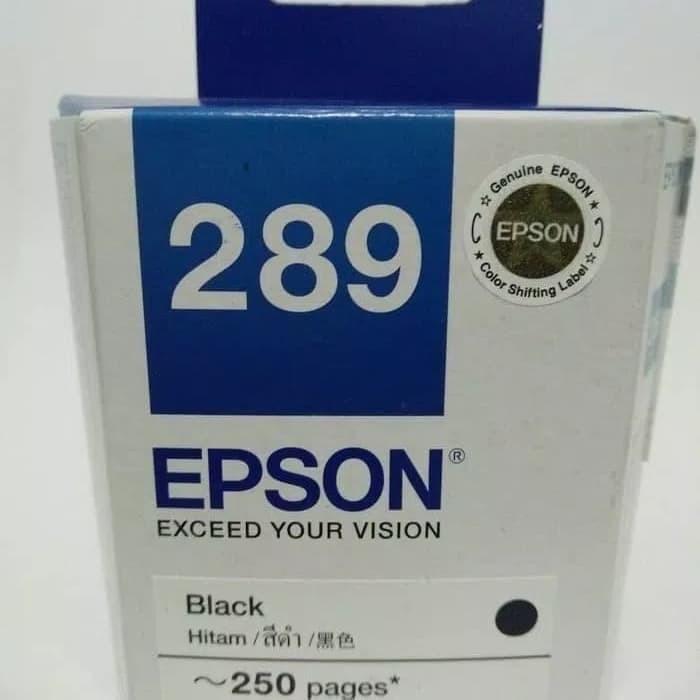 289
Genuine EPSON
EPSON
Color Shifting Label
EPSON®
EXCEED YOUR VISION
Black
Hitam /สีดำ /黑色
~250 pages*